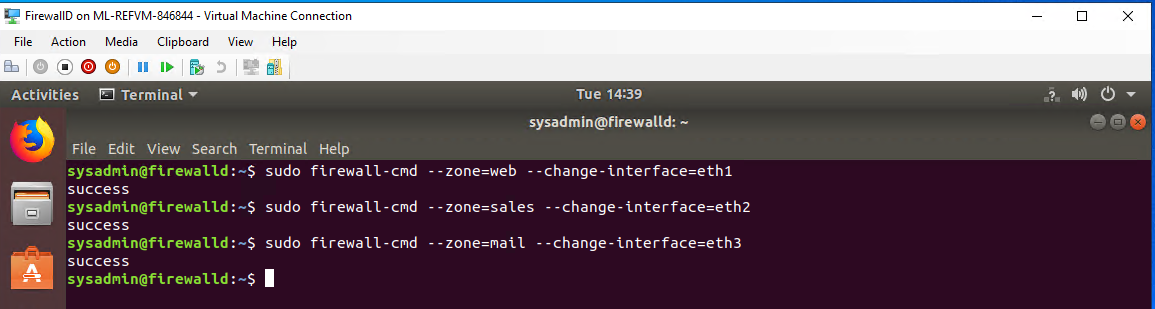 FirewallD on ML-REFVM-846844 - Virtual Machine Connection
File Action Media Clipboard View Help
Activities Terminal Tue 14:39
sysadmin@firewalld: ~
File Edit View Search Terminal Help
sysadmin@firewalld:~$ sudo firewall-cmd --zone=web --change-interface=eth1
success
sysadmin@firewalld:~$ sudo firewall-cmd --zone=sales --change-interface=eth2
success
sysadmin@firewalld:~$ sudo firewall-cmd --zone=mail --change-interface=eth3
success
sysadmin@firewalld:~$